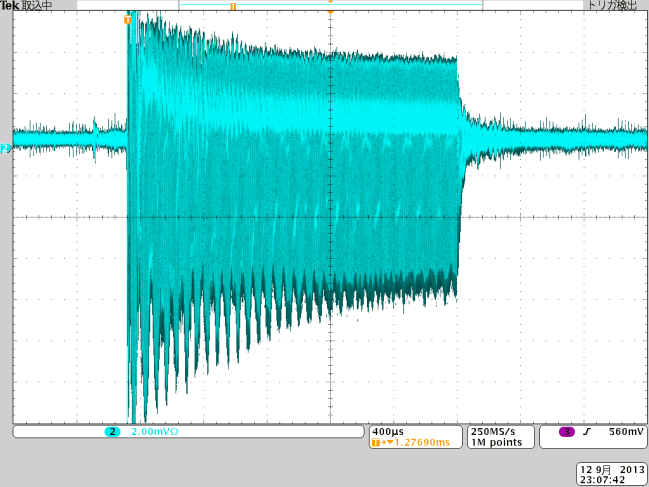 Tek 取込中
トリガ検出
T
T
2
2 2.00mVΩ
400μs
T→▼1.27690ms
250MS/s
1M points
3 560mV
12 9月 2013
23:07:42